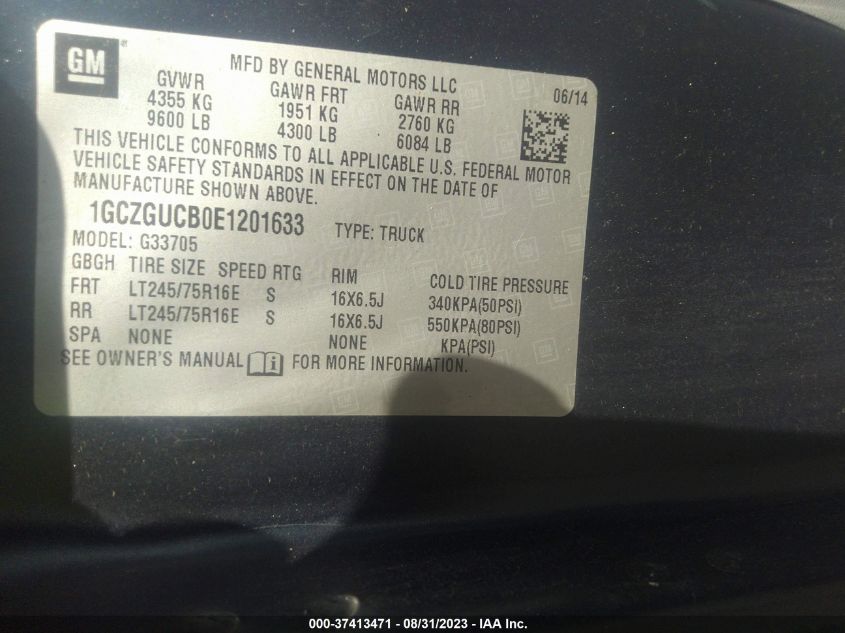 GM
®
MFD BY GENERAL MOTORS LLC
06/14
GVWR GAWR FRT GAWR RR
4355 KG 1951 KG 2760 KG
9600 LB 4300 LB 6084 LB
THIS VEHICLE CONFORMS TO ALL APPLICABLE U.S. FEDERAL MOTOR
VEHICLE SAFETY STANDARDS IN EFFECT ON THE DATE OF
MANUFACTURE SHOWN ABOVE.
1GCZGUCB0E1201633 TYPE: TRUCK
MODEL: G33705
GBGH TIRE SIZE SPEED RTG RIM COLD TIRE PRESSURE
FRT LT245/75R16E S 16X6.5J 340KPA(50PSI)
RR LT245/75R16E S 16X6.5J 550KPA(80PSI)
SPA NONE NONE KPA(PSI)
SEE OWNER'S MANUAL i FOR MORE INFORMATION.
000-37413471 - 08/31/2023 - IAA Inc.